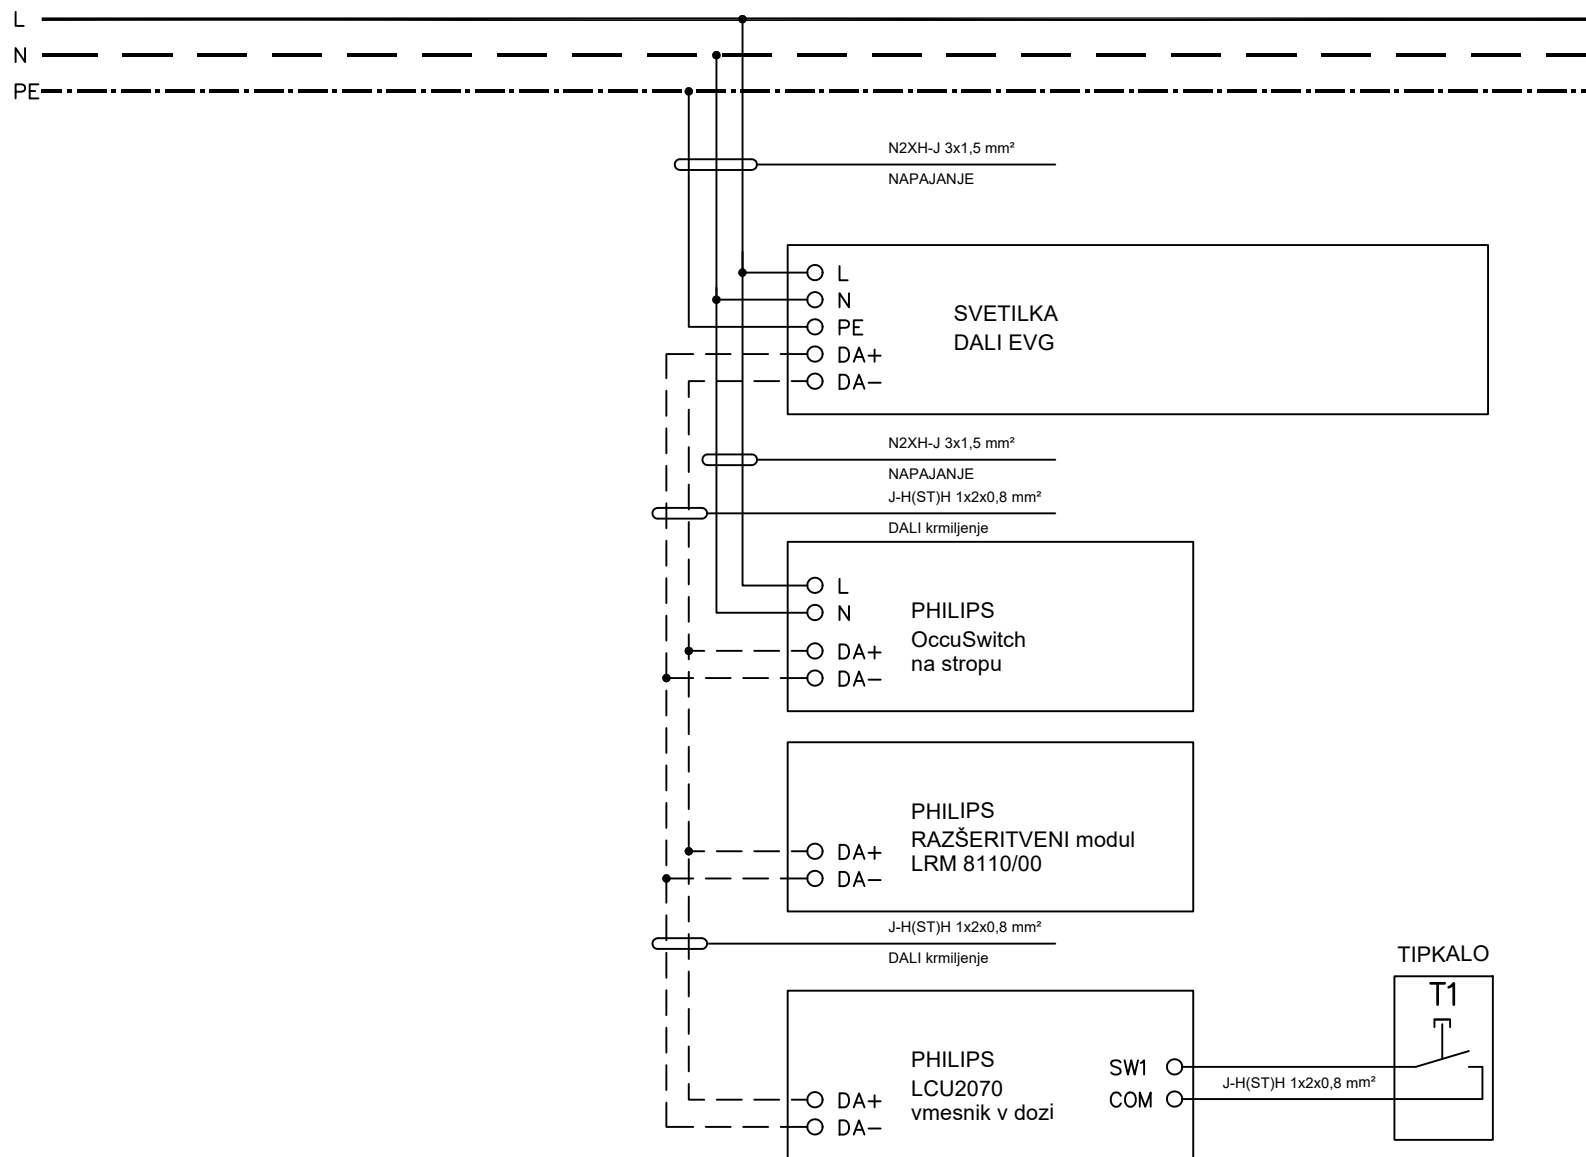 L
N
PE
N2XH-J 3x1,5 mm²
NAPAJANJE
L
N
PE
DA+
DA-
SVETILKA
DALI EVG
N2XH-J 3x1,5 mm²
NAPAJANJE
J-H(ST)H 1x2x0,8 mm²
DALI krmiljenje
L
N
DA+
DA-
PHILIPS
OccuSwitch
na stropu
PHILIPS
RAZŠERITVENI modul
LRM 8110/00
DA+
DA-
J-H(ST)H 1x2x0,8 mm²
DALI krmiljenje
TIPKALO
T1
PHILIPS
LCU2070
vmesnik v dozi
DA+
DA-
SW1
COM
J-H(ST)H 1x2x0,8 mm²